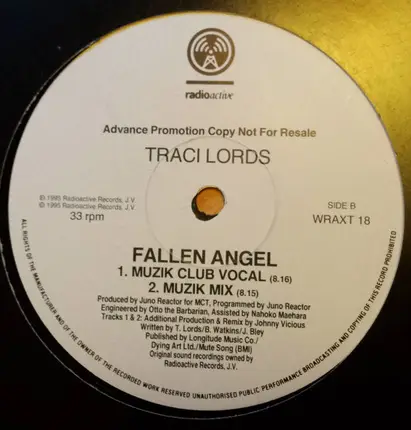 radioactive
Advance Promotion Copy Not For Resale
TRACI LORDS
℗ 1995 Radioactive Records, J.V.
© 1995 Radioactive Records, J.V.
33 rpm
SIDE B
WRAXT 18
FALLEN ANGEL
1. MUZIK CLUB VOCAL (8.16)
2. MUZIK MIX (8.15)
Produced by Juno Reactor for MCT, Programmed by Juno Reactor
Engineered by Otto the Barbarian, Assisted by Nahoko Maehara
Tracks 1 & 2: Additional Production & Remix by Johnny Vicious
Written by T. Lords/B. Watkins/J. Bley
Published by Longitude Music Co./
Dying Art Ltd./Mute Song (BMI)
Original sound recordings owned by
Radioactive Records, J.V.
ALL RIGHTS OF THE MANUFACTURER AND OF THE OWNER OF THE RECORDED WORK RESERVED UNAUTHORISED PUBLIC PERFORMANCE BROADCASTING AND COPYING OF THIS RECORD PROHIBITED